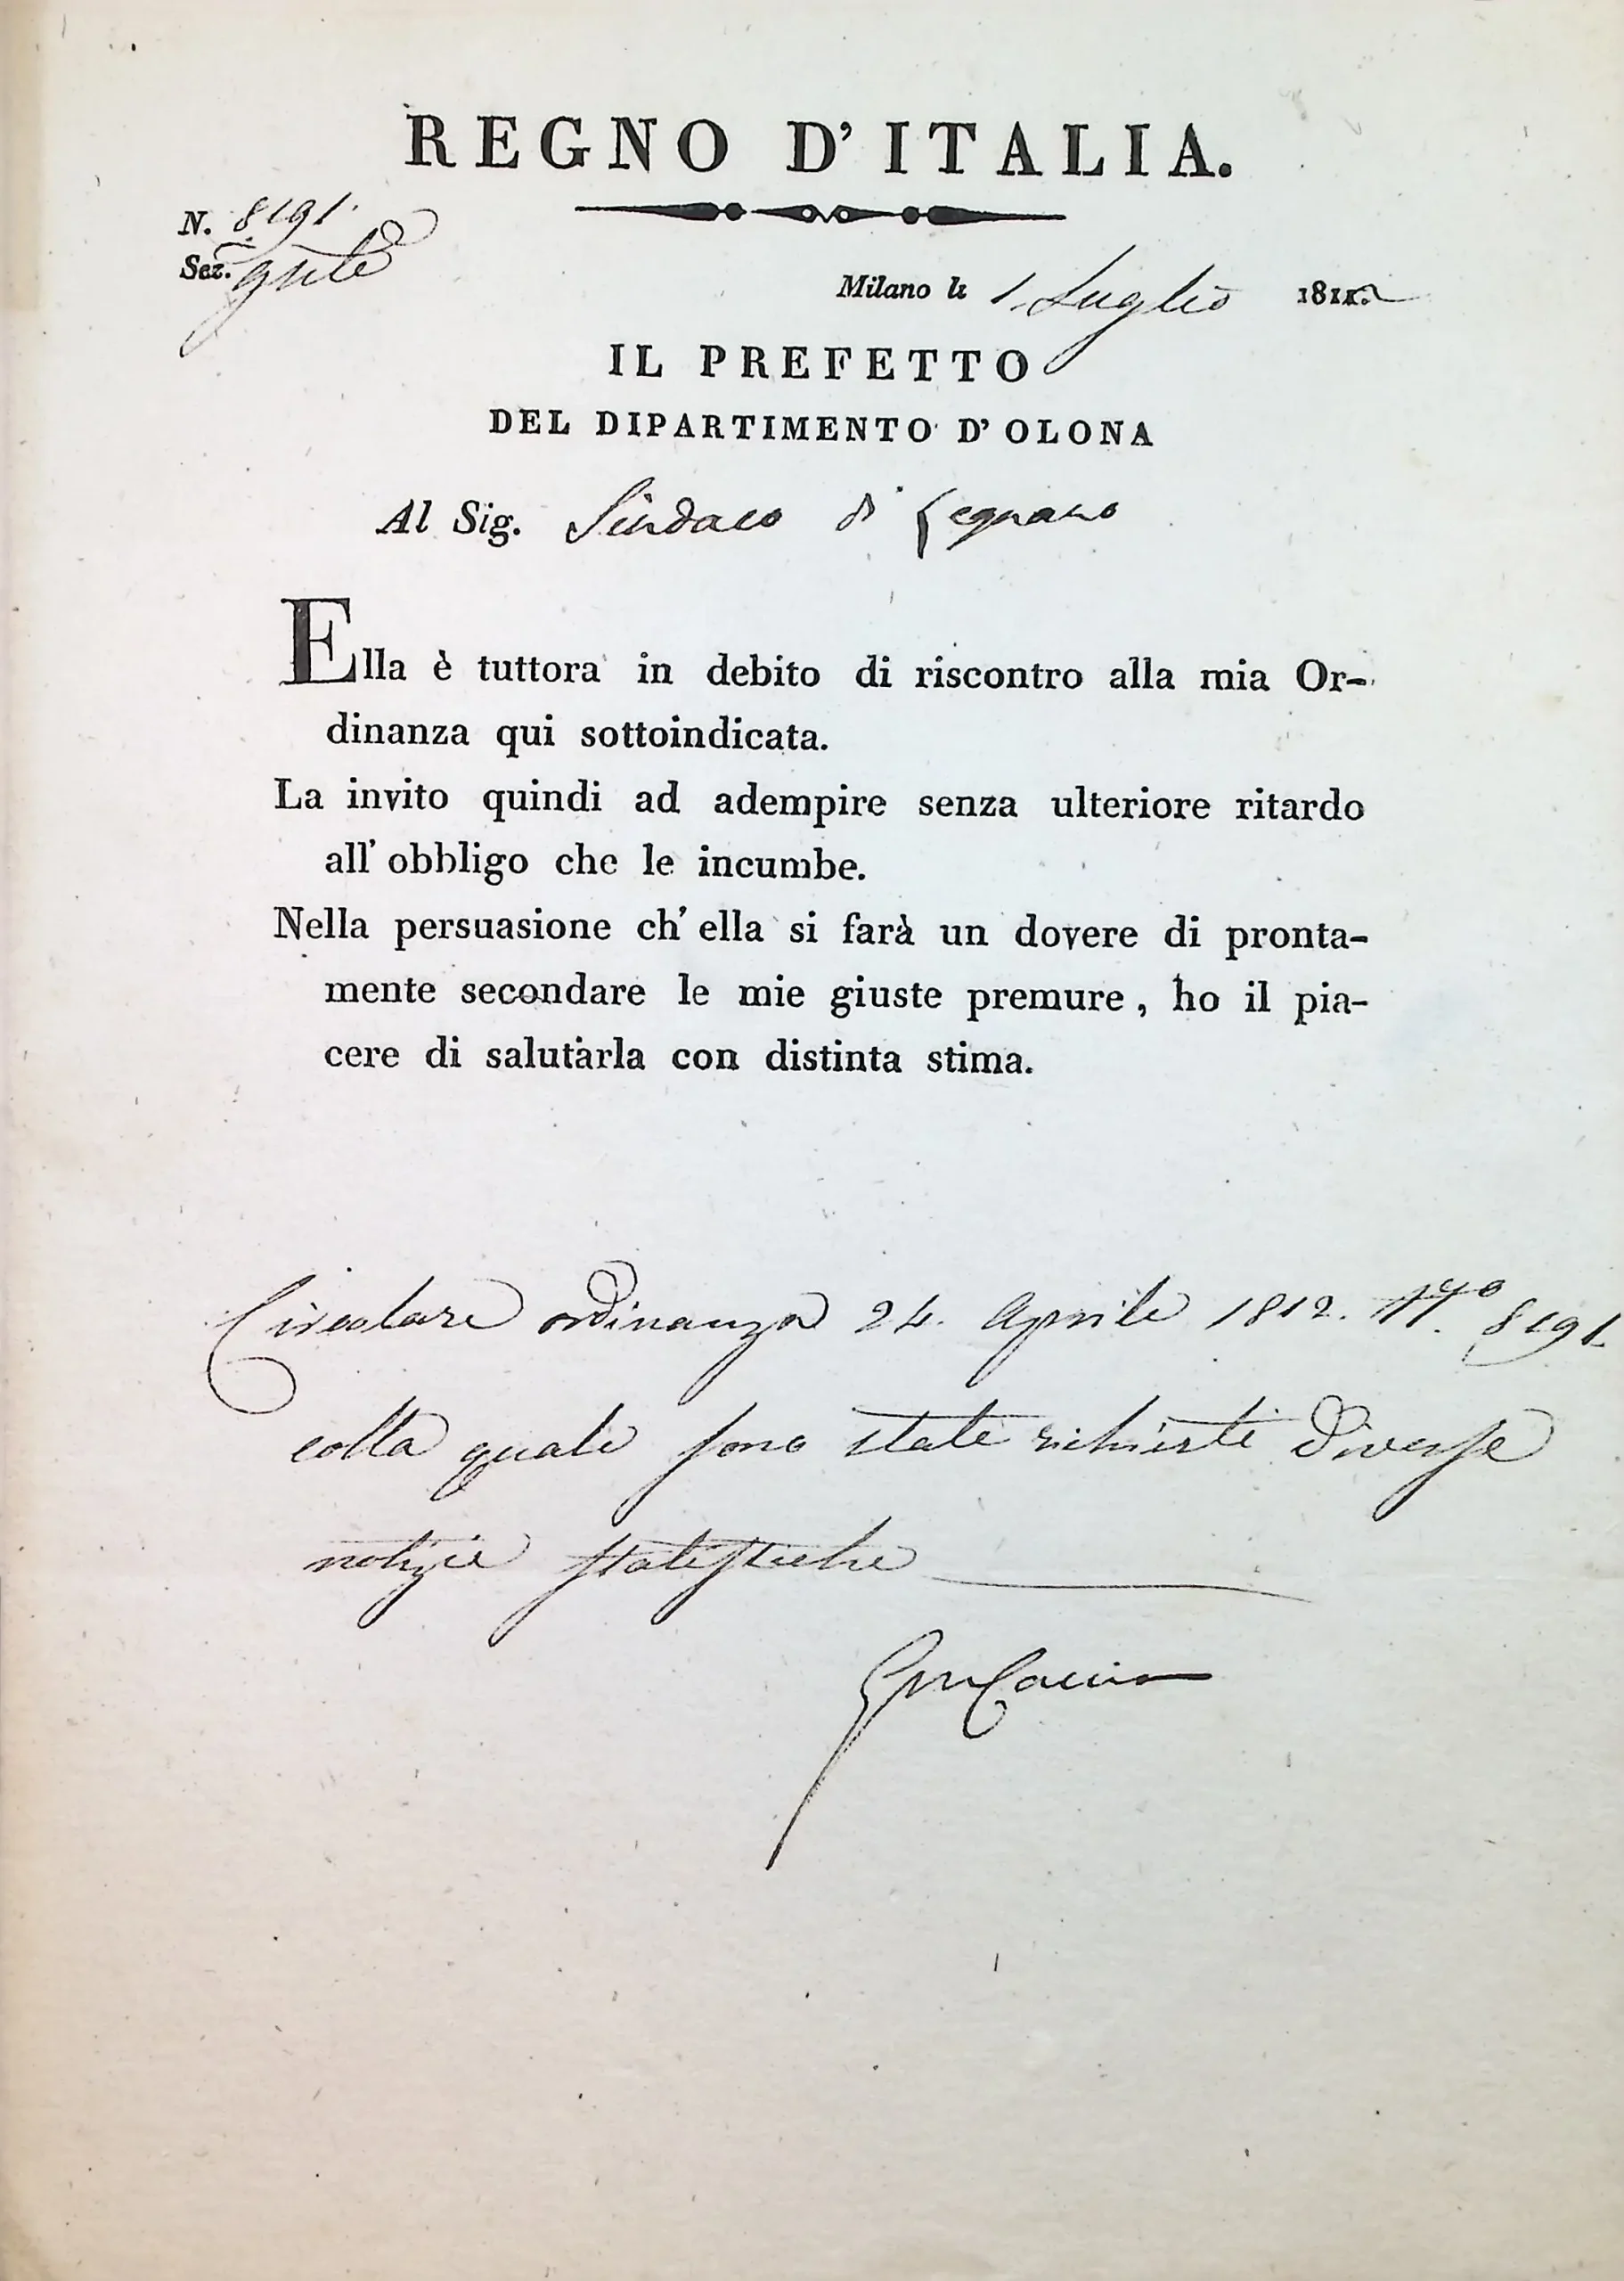 REGNO D'ITALIA.
N. 8191.
Sez.
Milano li 1. Luglio 1812
IL PREFETTO
DEL DIPARTIMENTO D'OLONA
Al Sig. Sindaco di Legnano
Ella è tuttora in debito di riscontro alla mia Or-
dinanza qui sottoindicata.
La invito quindi ad adempire senza ulteriore ritardo
all' obbligo che le incumbe.
Nella persuasione ch' ella si farà un dovere di pronta-
mente secondare le mie giuste premure, ho il pia-
cere di salutarla con distinta stima.
Circolare ordinanza 24. Aprile 1812. N.º 8191.
colla quale sono state richieste diverse
notizie statistiche